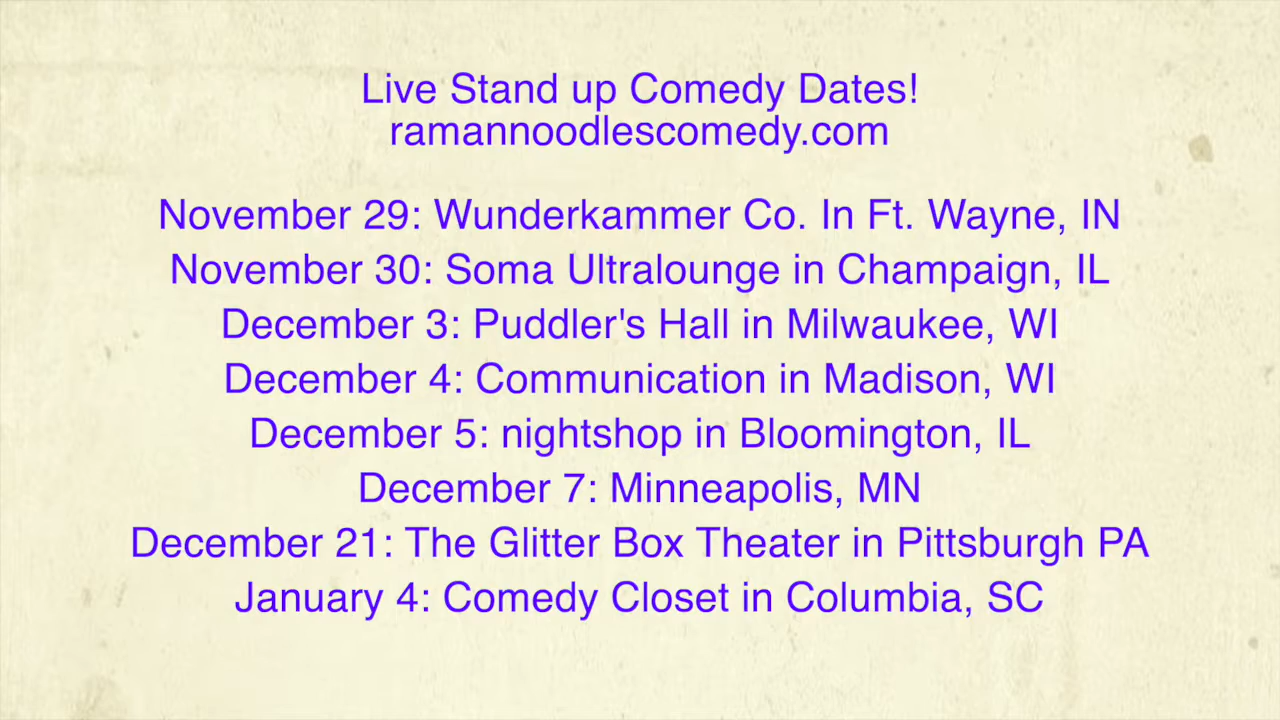 Live Stand up Comedy Dates!
ramannoodlescomedy.com
November 29: Wunderkammer Co. In Ft. Wayne, IN
November 30: Soma Ultralounge in Champaign, IL
December 3: Puddler's Hall in Milwaukee, WI
December 4: Communication in Madison, WI
December 5: nightshop in Bloomington, IL
December 7: Minneapolis, MN
December 21: The Glitter Box Theater in Pittsburgh PA
January 4: Comedy Closet in Columbia, SC